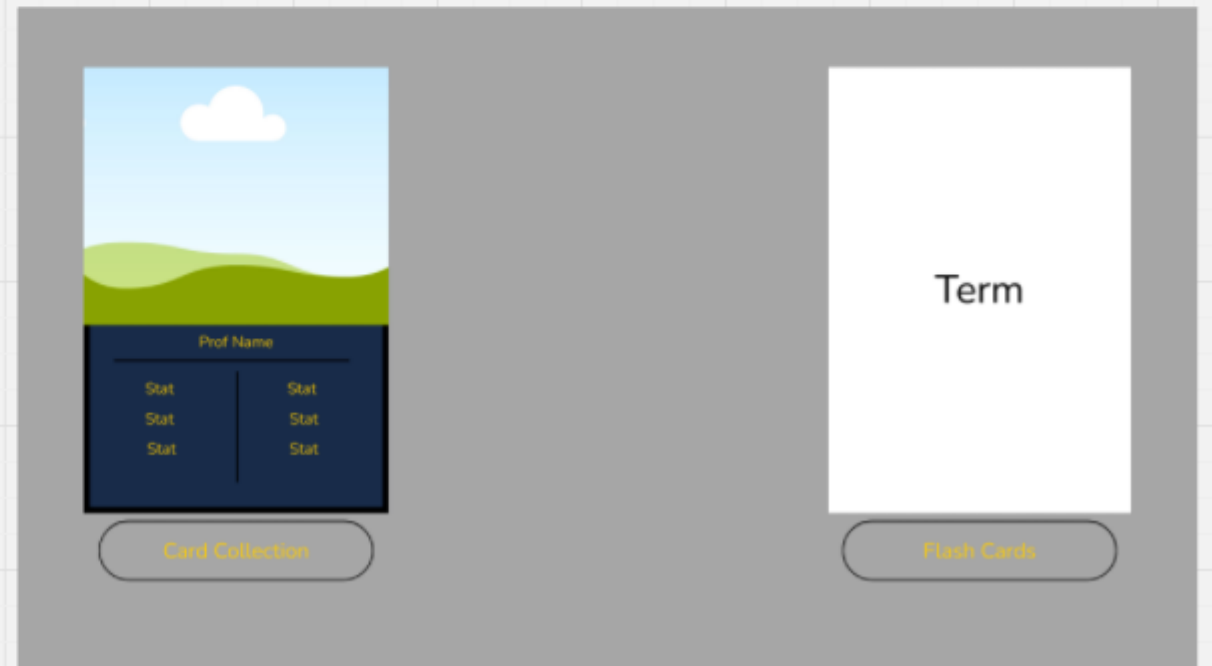 Prof Name
Stat Stat
Stat Stat
Stat Stat
Card Collection
Term
Flash Cards